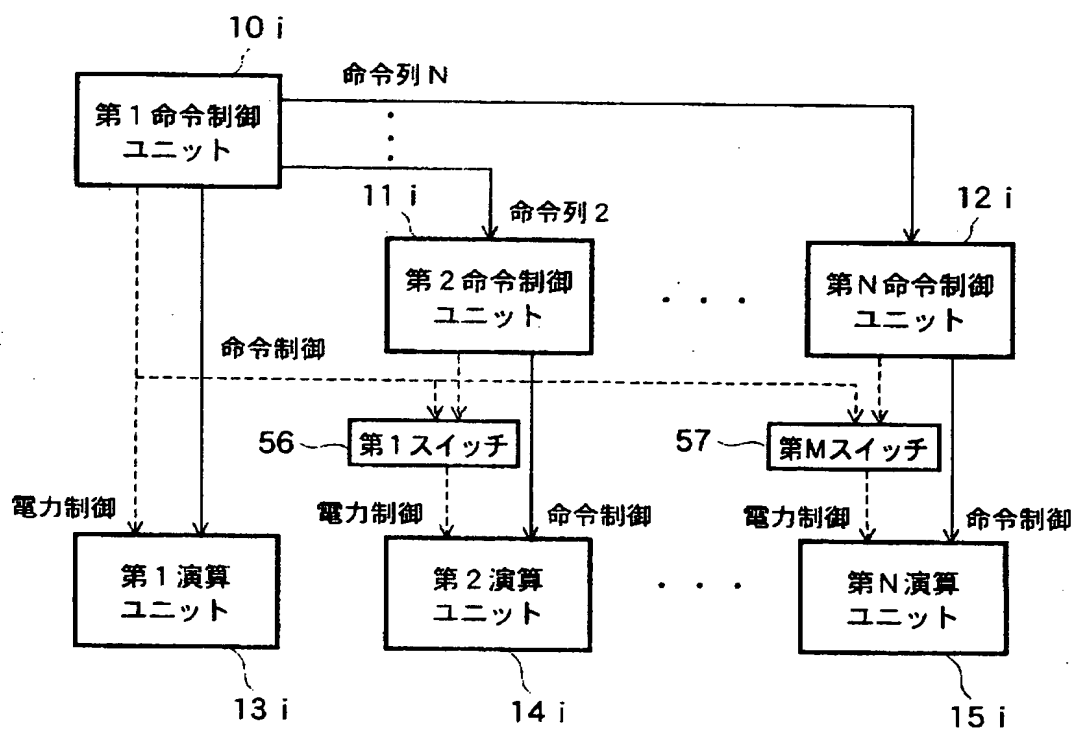 10 i
命令列N
第1命令制御
ユニット
11 i
命令列2
12 i
第2命令制御
ユニット
第N命令制御
ユニット
命令制御
56
第1スイッチ
57
第Mスイッチ
電力制御
電力制御
命令制御
電力制御
命令制御
第1演算
ユニット
第2演算
ユニット
第N演算
ユニット
13 i
14 i
15 i